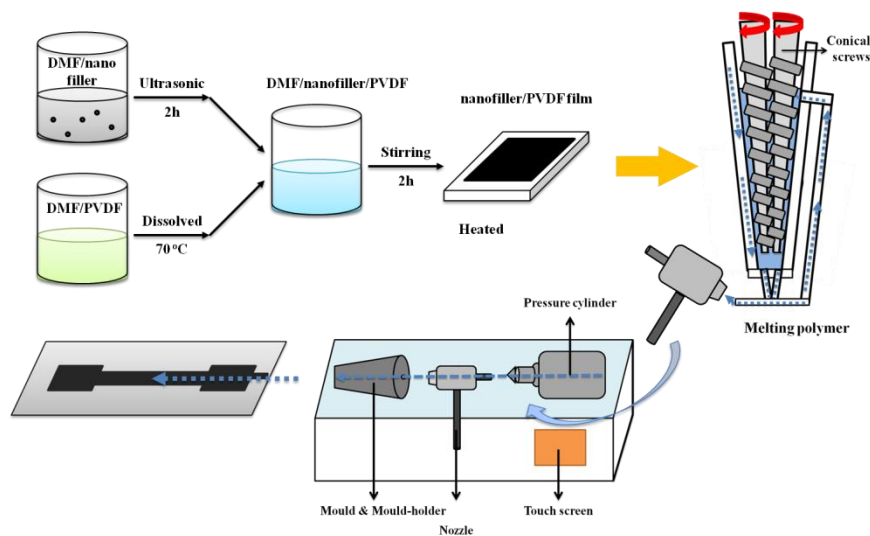 DMF/nano
filler
Ultrasonic
2h
DMF/nanofiller/PVDF
nanofiller/PVDF film
Conical
screws
Stirring
2h
DMF/PVDF
Dissolved
70 °C
Heated
Melting polymer
Pressure cylinder
Mould & Mould-holder
Nozzle
Touch screen